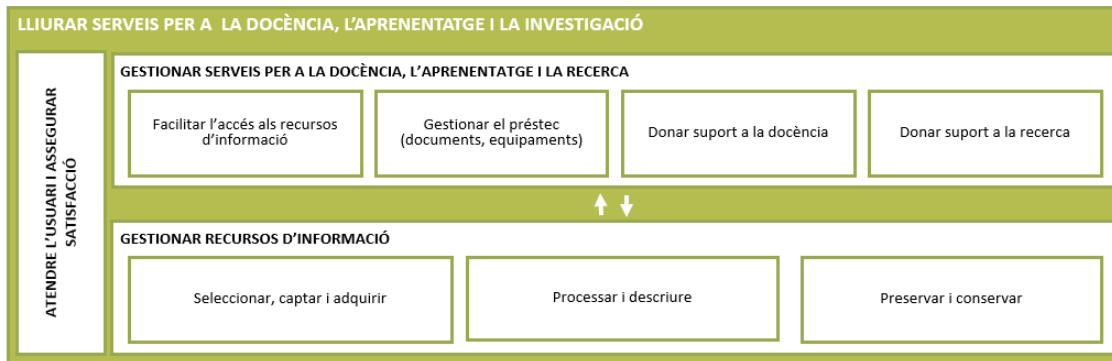 LLIURAR SERVEIS PER A LA DOCÈNCIA, L'APRENENTATGE I LA INVESTIGACIÓ
ATENDRE L'USUARI I ASSEGURAR
SATISFACCIÓ
GESTIONAR SERVEIS PER A LA DOCÈNCIA, L'APRENENTATGE I LA RECERCA
Facilitar l'accés als recursos
d'informació
Gestionar el préstec
(documents, equipaments)
Donar suport a la docència
Donar suport a la recerca
GESTIONAR RECURSOS D'INFORMACIÓ
Seleccionar, captar i adquirir
Processar i descriure
Preservar i conservar